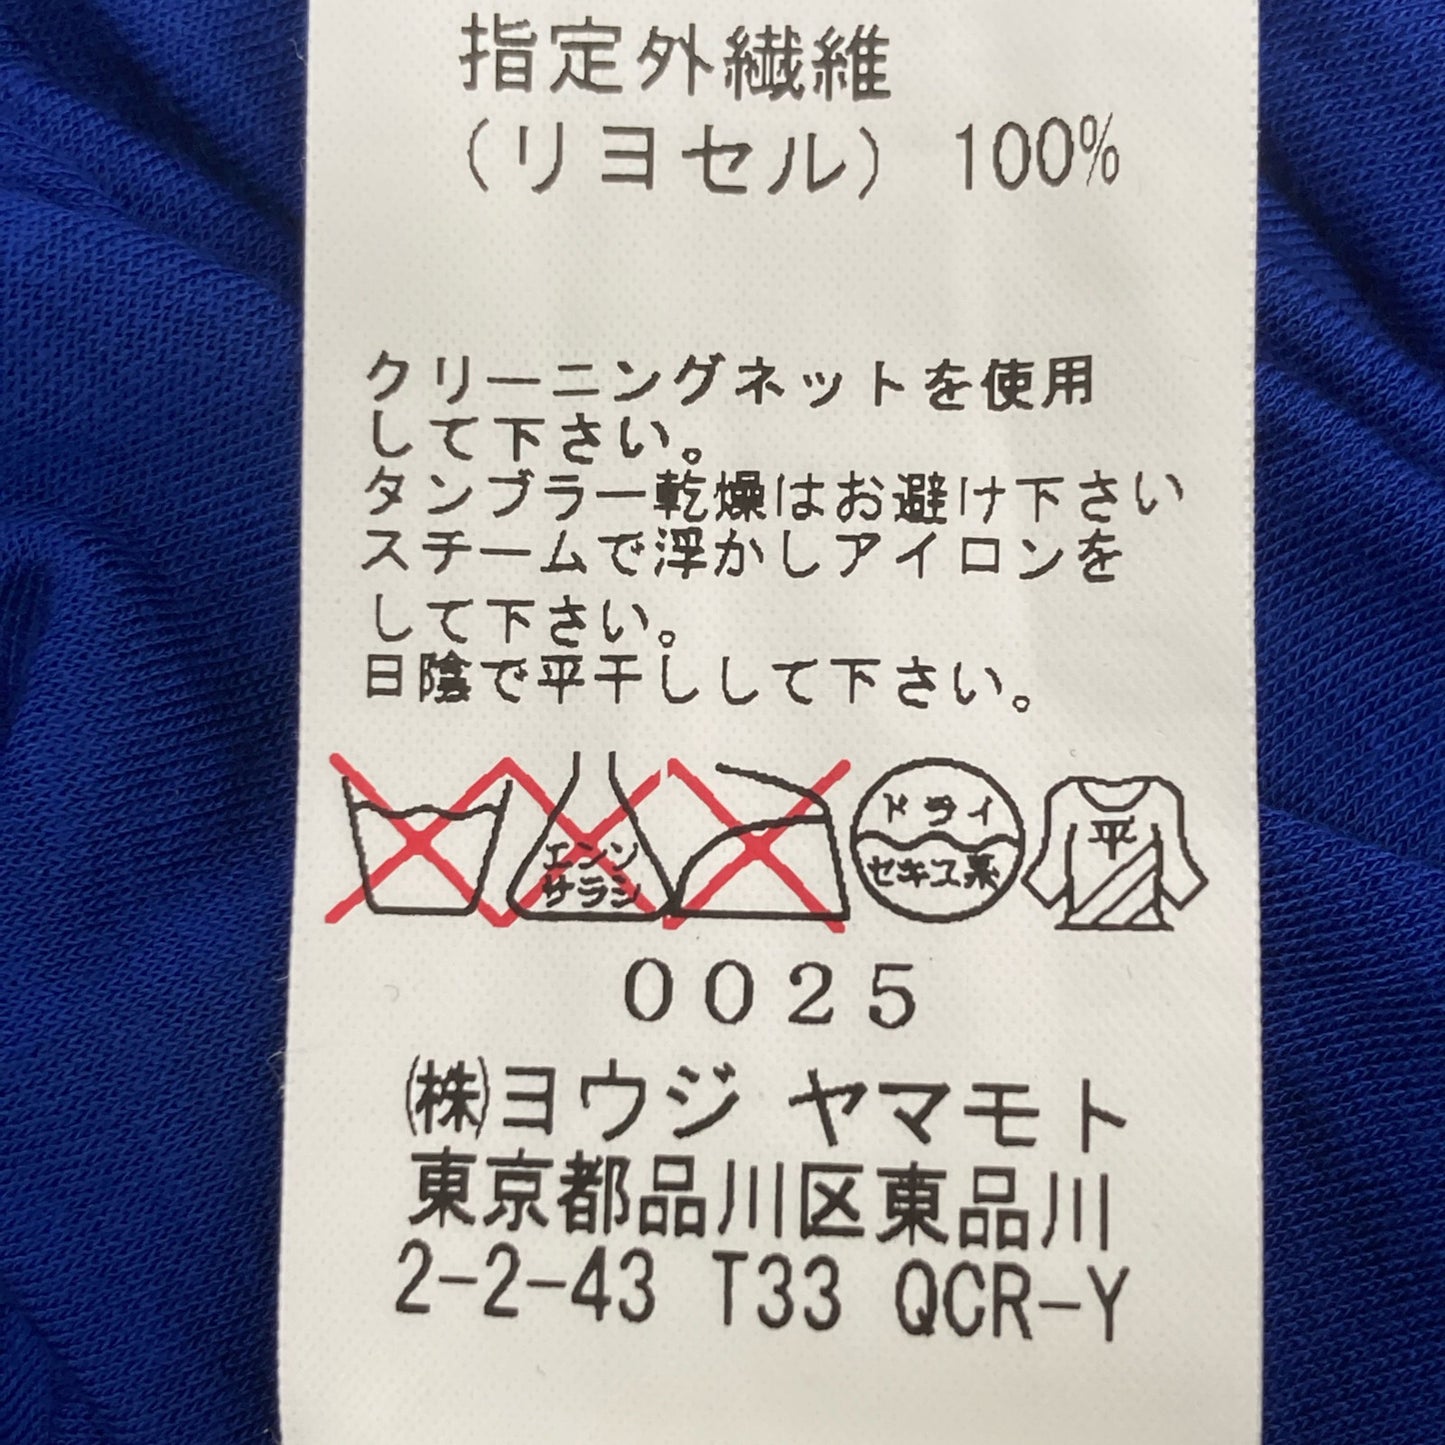 指定外繊維
（リヨセル） 100%
クリーニングネットを使用
して下さい。
タンブラー乾燥はお避け下さい
スチームで浮かしアイロンを
して下さい。
日陰で平干ししして下さい。
エンソ サラシ ドライ セキユ系 平
0025
㈱ヨウジ ヤマモト
東京都品川区東品川
2-2-43 T33 QCR-Y